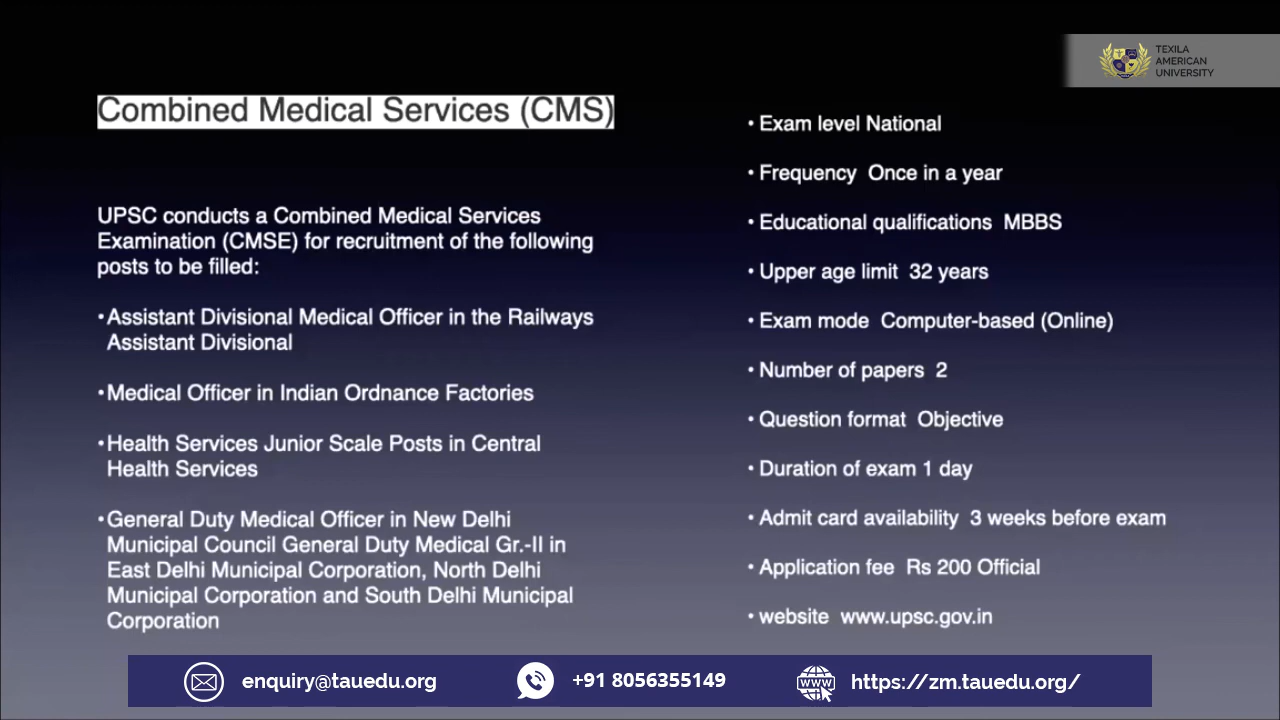 TEXILA
AMERICAN
UNIVERSITY
Combined Medical Services (CMS)
UPSC conducts a Combined Medical Services
Examination (CMSE) for recruitment of the following
posts to be filled:
•Assistant Divisional Medical Officer in the Railways
Assistant Divisional
•Medical Officer in Indian Ordnance Factories
•Health Services Junior Scale Posts in Central
Health Services
•General Duty Medical Officer in New Delhi
Municipal Council General Duty Medical Gr.-II in
East Delhi Municipal Corporation, North Delhi
Municipal Corporation and South Delhi Municipal
Corporation
• Exam level National
• Frequency  Once in a year
• Educational qualifications  MBBS
• Upper age limit  32 years
• Exam mode  Computer-based (Online)
• Number of papers  2
• Question format  Objective
• Duration of exam 1 day
• Admit card availability  3 weeks before exam
• Application fee  Rs 200 Official
• website  www.upsc.gov.in
enquiry@tauedu.org
+91 8056355149
www
https://zm.tauedu.org/